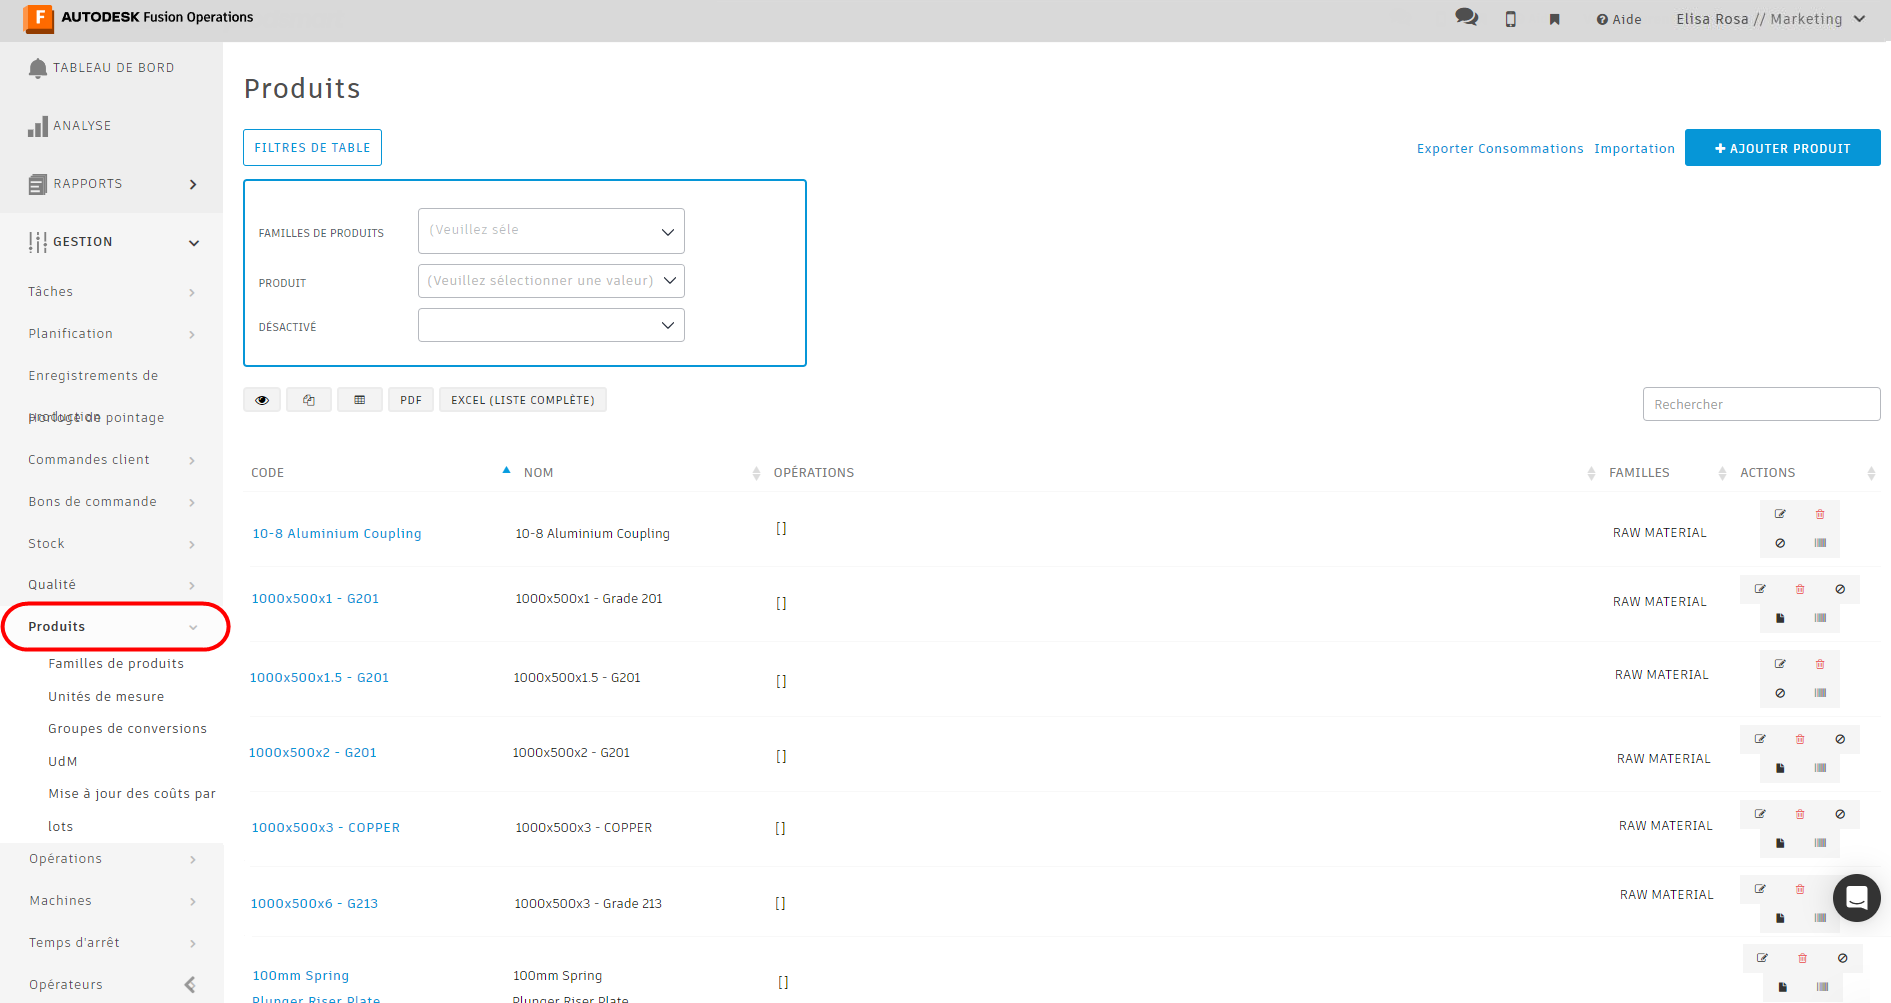 AUTODESK Fusion Operations
Aide
Elisa Rosa // Marketing
TABLEAU DE BORD
ANALYSE
RAPPORTS
GESTION
Tâches
Planification
Enregistrements de
production
Horloge de pointage
Commandes client
Bons de commande
Stock
Qualité
Produits
Familles de produits
Unités de mesure
Groupes de conversions
UdM
Mise à jour des coûts par
lots
Opérations
Machines
Temps d'arrêt
Opérateurs
Produits
FILTRES DE TABLE
Exporter Consommations Importation + AJOUTER PRODUIT
FAMILLES DE PRODUITS (Veuillez séle
PRODUIT (Veuillez sélectionner une valeur)
DÉSACTIVÉ
PDF EXCEL (LISTE COMPLÈTE)
Rechercher
CODE NOM OPÉRATIONS FAMILLES ACTIONS
10-8 Aluminium Coupling 10-8 Aluminium Coupling [] RAW MATERIAL
1000x500x1 - G201 1000x500x1 - Grade 201 [] RAW MATERIAL
1000x500x1.5 - G201 1000x500x1.5 - G201 [] RAW MATERIAL
1000x500x2 - G201 1000x500x2 - G201 [] RAW MATERIAL
1000x500x3 - COPPER 1000x500x3 - COPPER [] RAW MATERIAL
1000x500x6 - G213 1000x500x3 - Grade 213 [] RAW MATERIAL
100mm Spring 100mm Spring []
Plunger Riser Plate Plunger Riser Plate